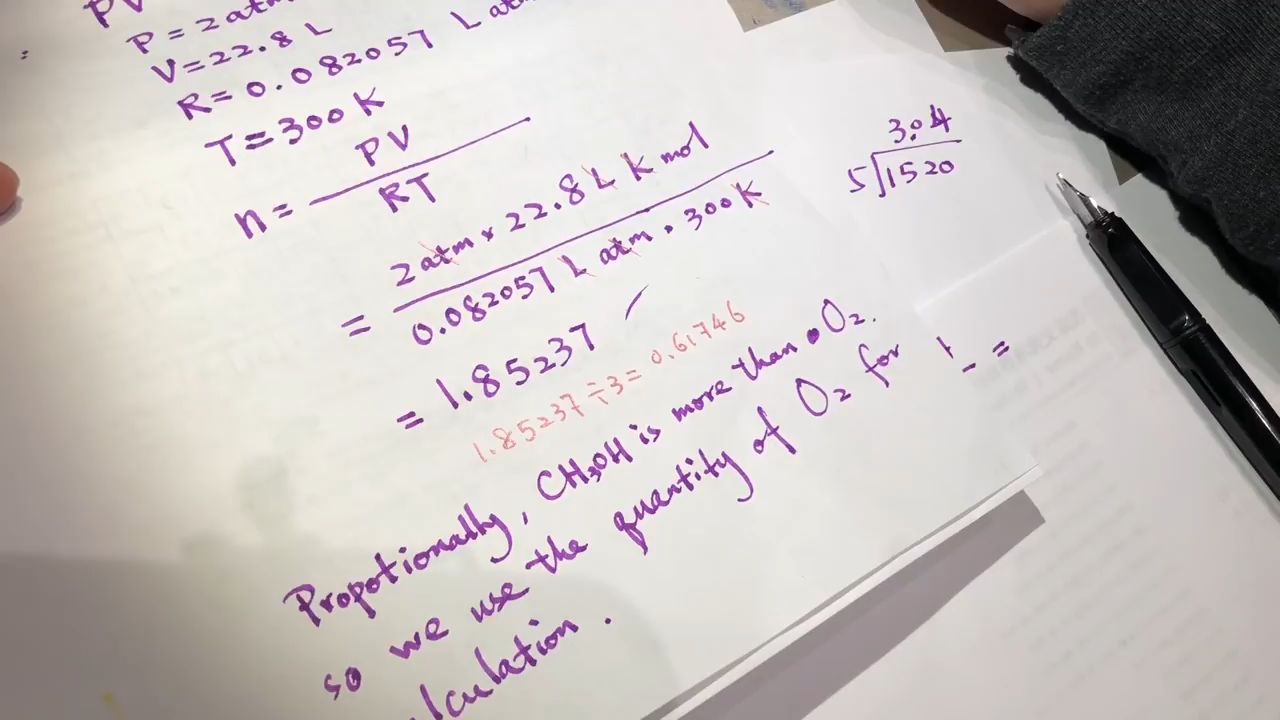 PV
P = 2 atm
V = 22.8 L
R = 0.082057 L atm
T = 300 K
n = PV / RT
= 2 atm × 22.8 L K mol / 0.082057 L atm · 300 K
= 1.85237
1.85237 ÷ 3 = 0.61746
Propotionally, CH3OH is more than O2.
so we use the quantity of O2 for
lculation.
3.04
5 1520